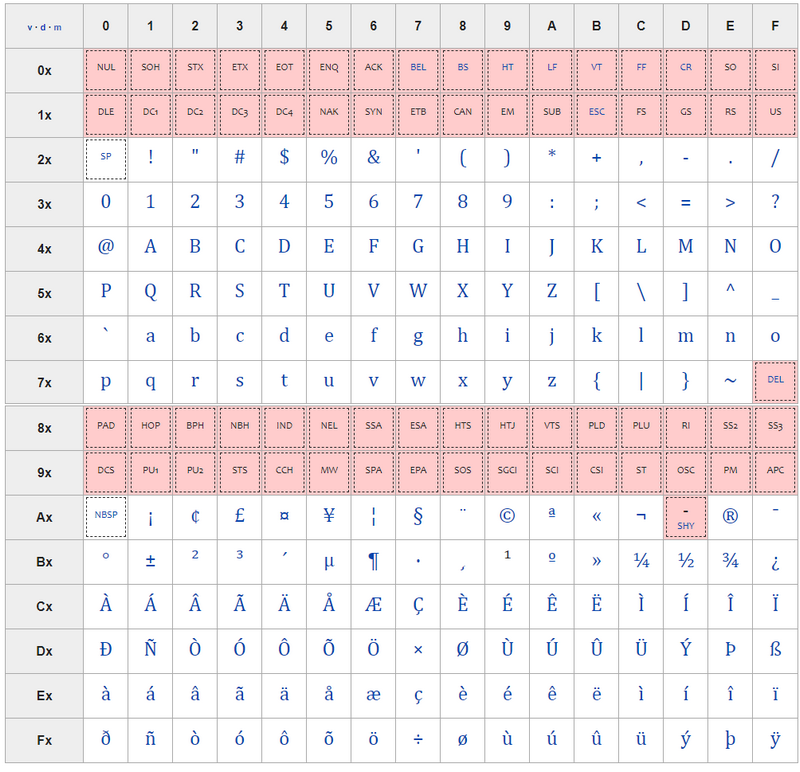 v · d · m 0 1 2 3 4 5 6 7 8 9 A B C D E F
0x NUL SOH STX ETX EOT ENQ ACK BEL BS HT LF VT FF CR SO SI
1x DLE DC1 DC2 DC3 DC4 NAK SYN ETB CAN EM SUB ESC FS GS RS US
2x SP ! " # $ % & ' ( ) * + , - . /
3x 0 1 2 3 4 5 6 7 8 9 : ; < = > ?
4x @ A B C D E F G H I J K L M N O
5x P Q R S T U V W X Y Z [ \ ] ^ _
6x ` a b c d e f g h i j k l m n o
7x p q r s t u v w x y z { | } ~ DEL
8x PAD HOP BPH NBH IND NEL SSA ESA HTS HTJ VTS PLD PLU RI SS2 SS3
9x DCS PU1 PU2 STS CCH MW SPA EPA SOS SGCI SCI CSI ST OSC PM APC
Ax NBSP ¡ ¢ £ ¤ ¥ ¦ § ¨ © ª « ¬ - SHY ® ¯
Bx ° ± ² ³ ´ µ ¶ · ¸ ¹ º » ¼ ½ ¾ ¿
Cx À Á Â Ã Ä Å Æ Ç È É Ê Ë Ì Í Î Ï
Dx Ð Ñ Ò Ó Ô Õ Ö × Ø Ù Ú Û Ü Ý Þ ß
Ex à á â ã ä å æ ç è é ê ë ì í î ï
Fx ð ñ ò ó ô õ ö ÷ ø ù ú û ü ý þ ÿ